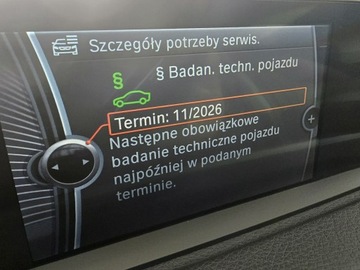 Szczegóły potrzeby serwis.
§ Badan. techn. pojazdu
§
Termin: 11/2026
Następne obowiązkowe
badanie techniczne pojazdu
najpóźniej w podanym
terminie.